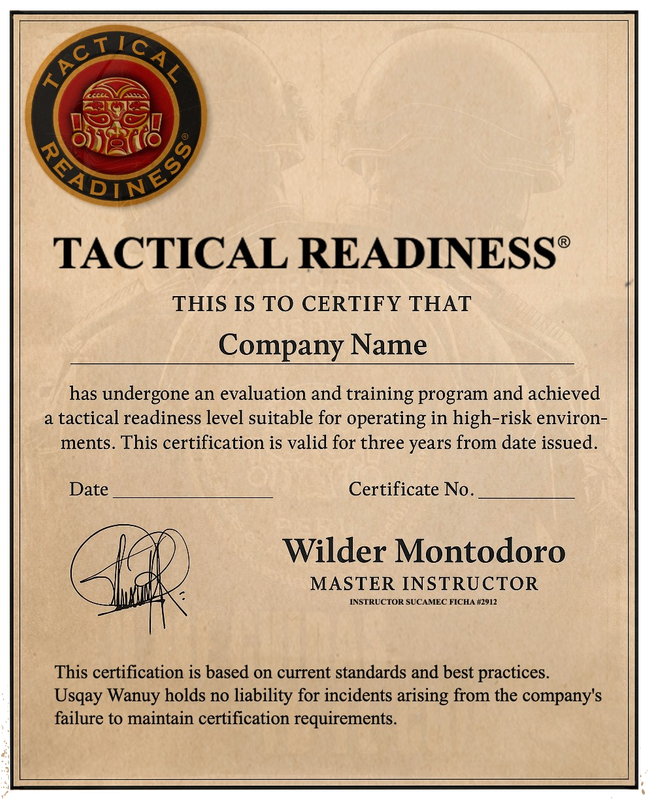 TACTICAL
READINESS®
TACTICAL READINESS®
THIS IS TO CERTIFY THAT
Company Name
has undergone an evaluation and training program and achieved
a tactical readiness level suitable for operating in high-risk environ-
ments. This certification is valid for three years from date issued.
Date
Certificate No.
Wilder Montodoro
MASTER INSTRUCTOR
INSTRUCTOR SUCAMEC FICHA #2912
This certification is based on current standards and best practices.
Usqay Wanuy holds no liability for incidents arising from the company's
failure to maintain certification requirements.